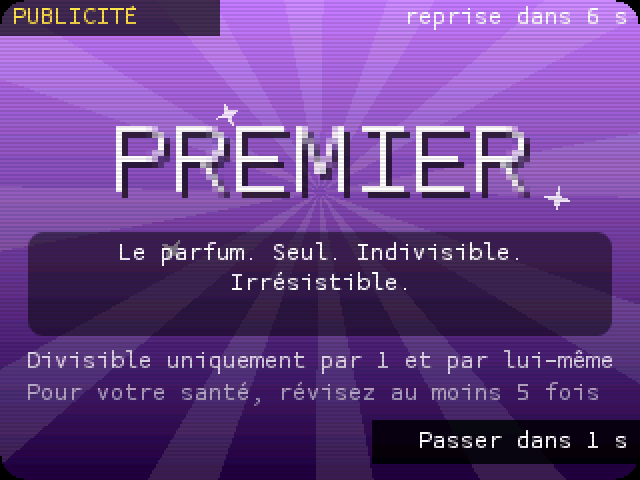 PUBLICITÉ
reprise dans 6 s
PREMIER
Le parfum. Seul. Indivisible.
Irrésistible.
Divisible uniquement par 1 et par lui-même
Pour votre santé, révisez au moins 5 fois
Passer dans 1 s